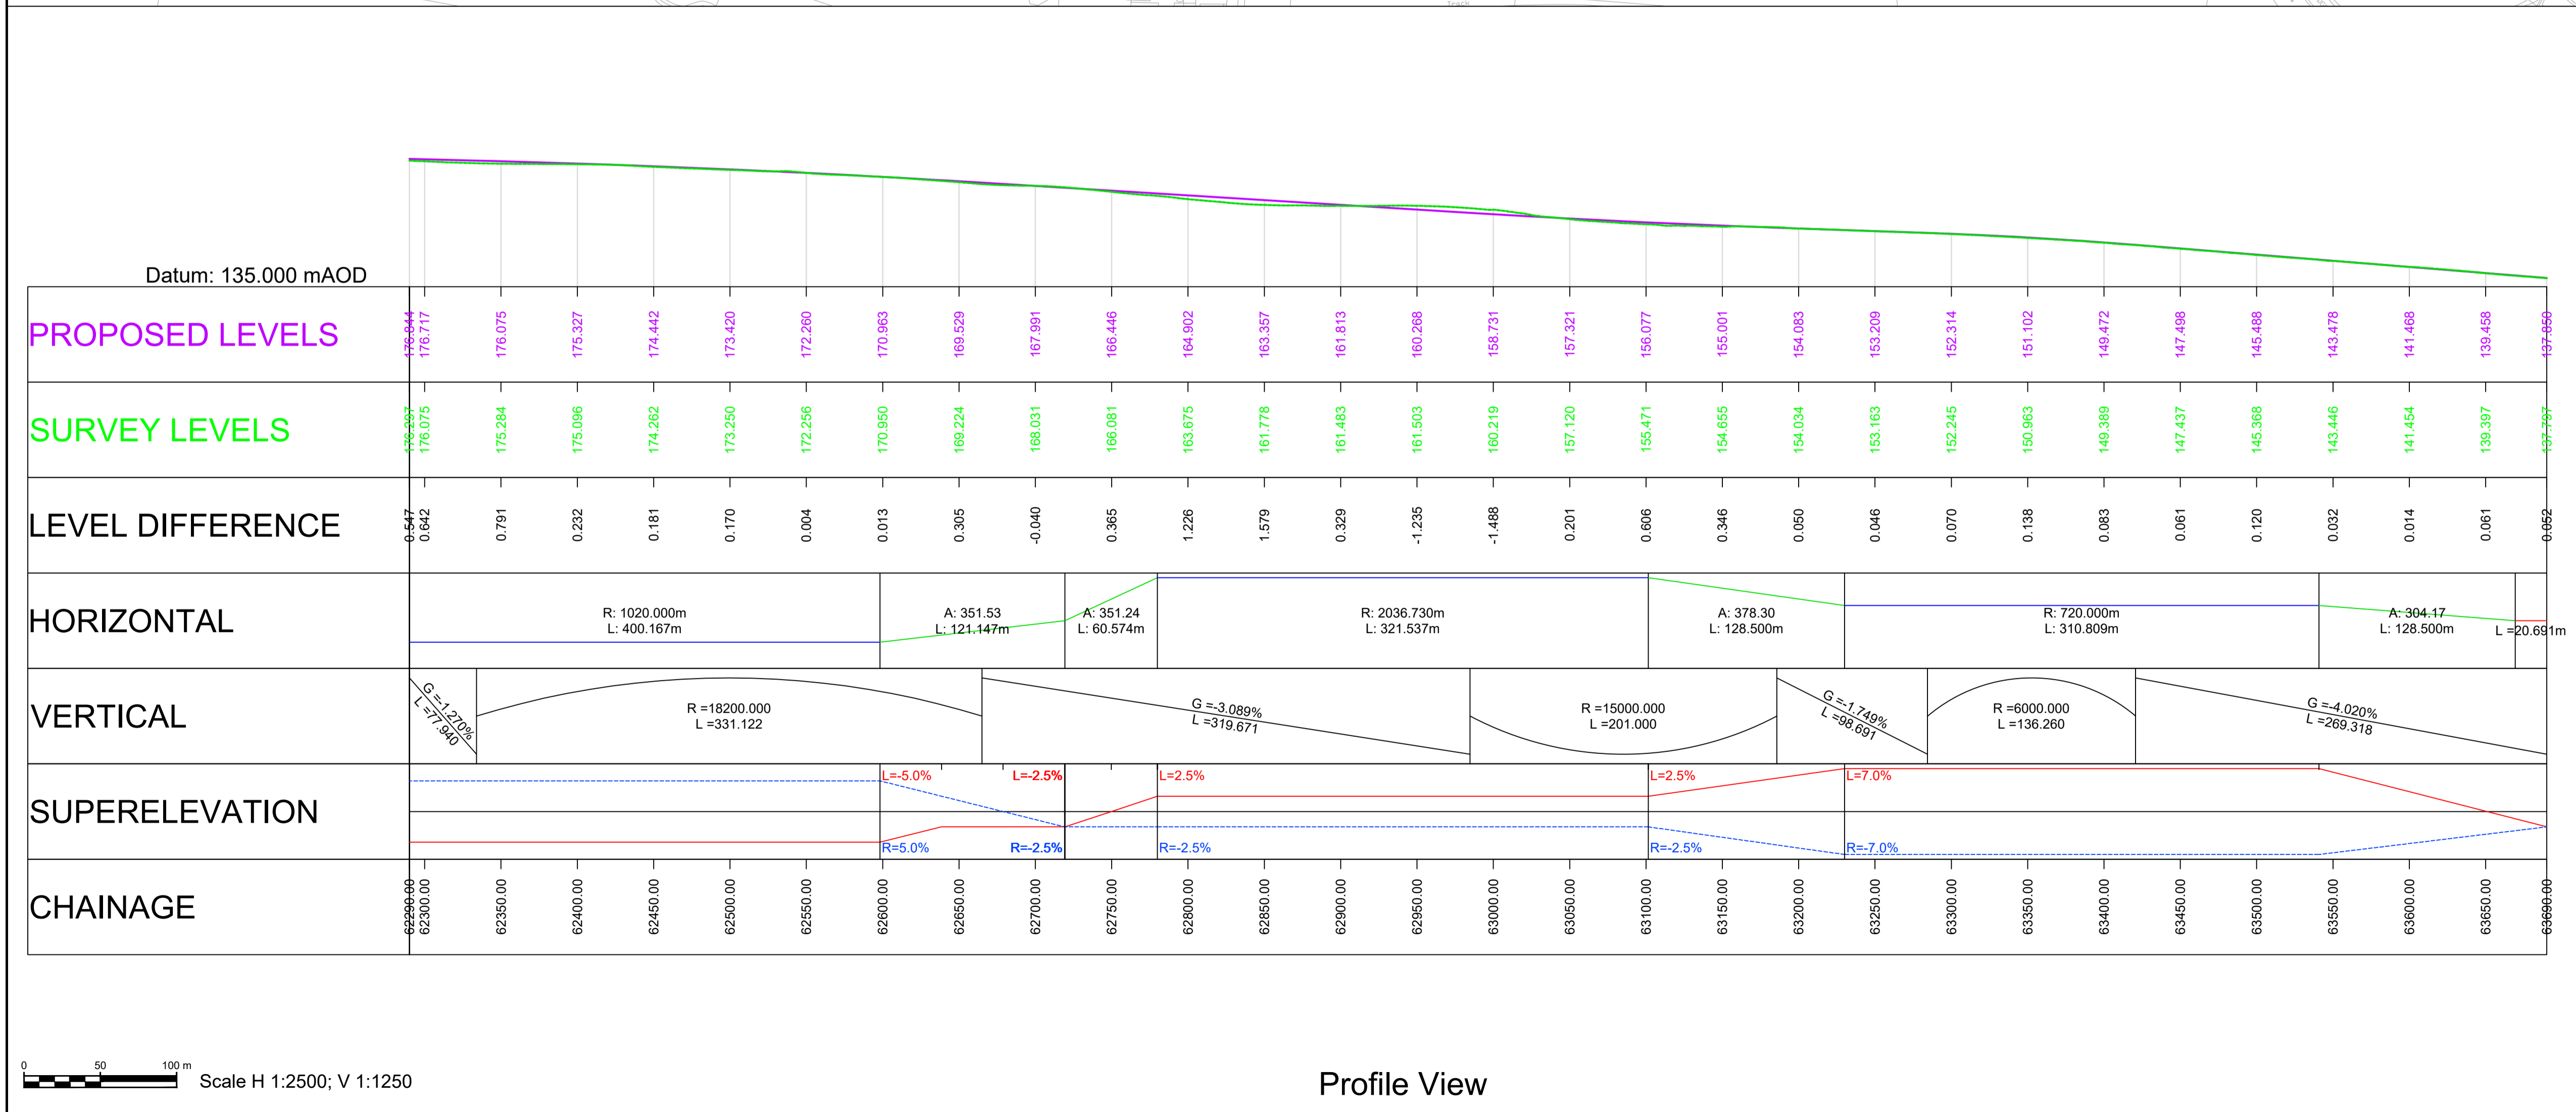 Track
Datum: 135.000 mAOD
PROPOSED LEVELS
176.844 176.717 176.075 175.327 174.442 173.420 172.260 170.963 169.529 167.991 166.446 164.902 163.357 161.813 160.268 158.731 157.321 156.077 155.001 154.083 153.209 152.314 151.102 149.472 147.498 145.488 143.478 141.468 139.458 137.850
SURVEY LEVELS
176.297 176.075 175.284 175.096 174.262 173.250 172.256 170.950 169.224 168.031 166.081 163.675 161.778 161.483 161.503 160.219 157.120 155.471 154.655 154.034 153.163 152.245 150.963 149.389 147.437 145.368 143.446 141.454 139.397 137.797
LEVEL DIFFERENCE
0.547 0.642 0.791 0.232 0.181 0.170 0.004 0.013 0.305 -0.040 0.365 1.226 1.579 0.329 -1.235 -1.488 0.201 0.606 0.346 0.050 0.046 0.070 0.138 0.083 0.061 0.120 0.032 0.014 0.061 0.052
HORIZONTAL
R: 1020.000m
L: 400.167m
A: 351.53
L: 121.147m
A: 351.24
L: 60.574m
R: 2036.730m
L: 321.537m
A: 378.30
L: 128.500m
R: 720.000m
L: 310.809m
A: 304.17
L: 128.500m
L =20.691m
VERTICAL
G =-1.270%
L =77.940
R =18200.000
L =331.122
G =-3.089%
L =319.671
R =15000.000
L =201.000
G =-1.749%
L =98.691
R =6000.000
L =136.260
G =-4.020%
L =269.318
SUPERELEVATION
L=-5.0% L=-2.5% L=2.5% L=2.5% L=7.0%
R=5.0% R=-2.5% R=-2.5% R=-2.5% R=-7.0%
CHAINAGE
62290.00 62300.00 62350.00 62400.00 62450.00 62500.00 62550.00 62600.00 62650.00 62700.00 62750.00 62800.00 62850.00 62900.00 62950.00 63000.00 63050.00 63100.00 63150.00 63200.00 63250.00 63300.00 63350.00 63400.00 63450.00 63500.00 63550.00 63600.00 63650.00 63690.00
0 50 100 m
Scale H 1:2500; V 1:1250
Profile View